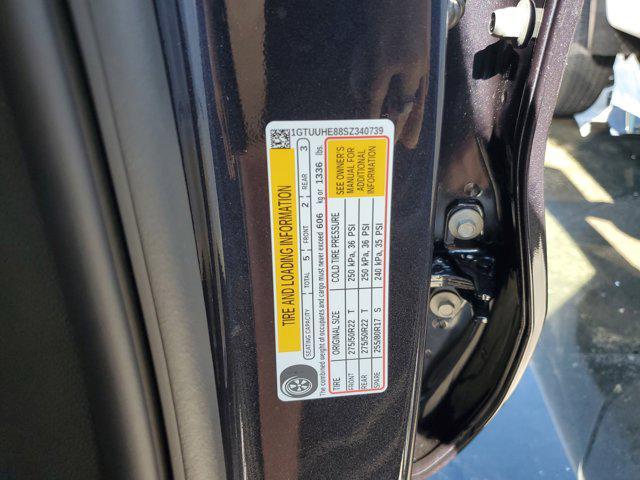 1GTUUHE88SZ340739
TIRE AND LOADING INFORMATION
SEATING CAPACITY TOTAL 5 FRONT 2 REAR 3
The combined weight of occupants and cargo must never exceed 606 kg or 1336 lbs.
TIRE ORIGINAL SIZE COLD TIRE PRESSURE
FRONT 275/50R22 T 250 kPa, 36 PSI
REAR 275/50R22 T 250 kPa, 36 PSI
SPARE 255/80R17 S 240 kPa, 35 PSI
SEE OWNER'S
MANUAL FOR
ADDITIONAL
INFORMATION